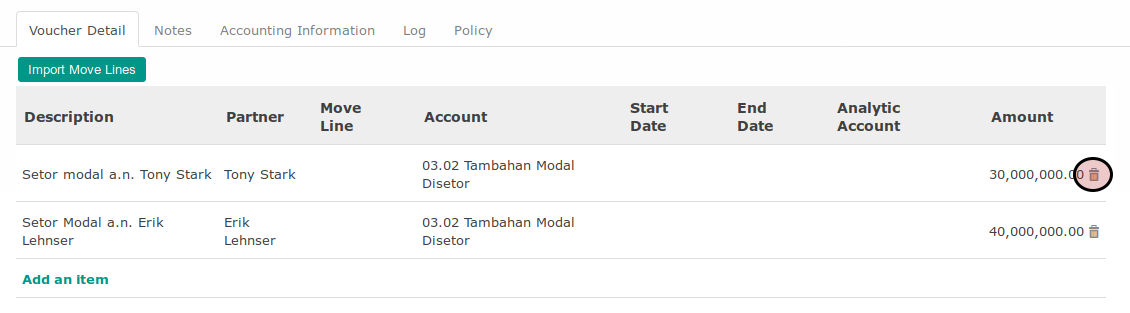 Voucher Detail Notes Accounting Information Log Policy
Import Move Lines
Description Partner Move Line Account Start Date End Date Analytic Account Amount
Setor modal a.n. Tony Stark Tony Stark 03.02 Tambahan Modal Disetor 30,000,000.00
Setor Modal a.n. Erik Lehnser Erik Lehnser 03.02 Tambahan Modal Disetor 40,000,000.00
Add an item